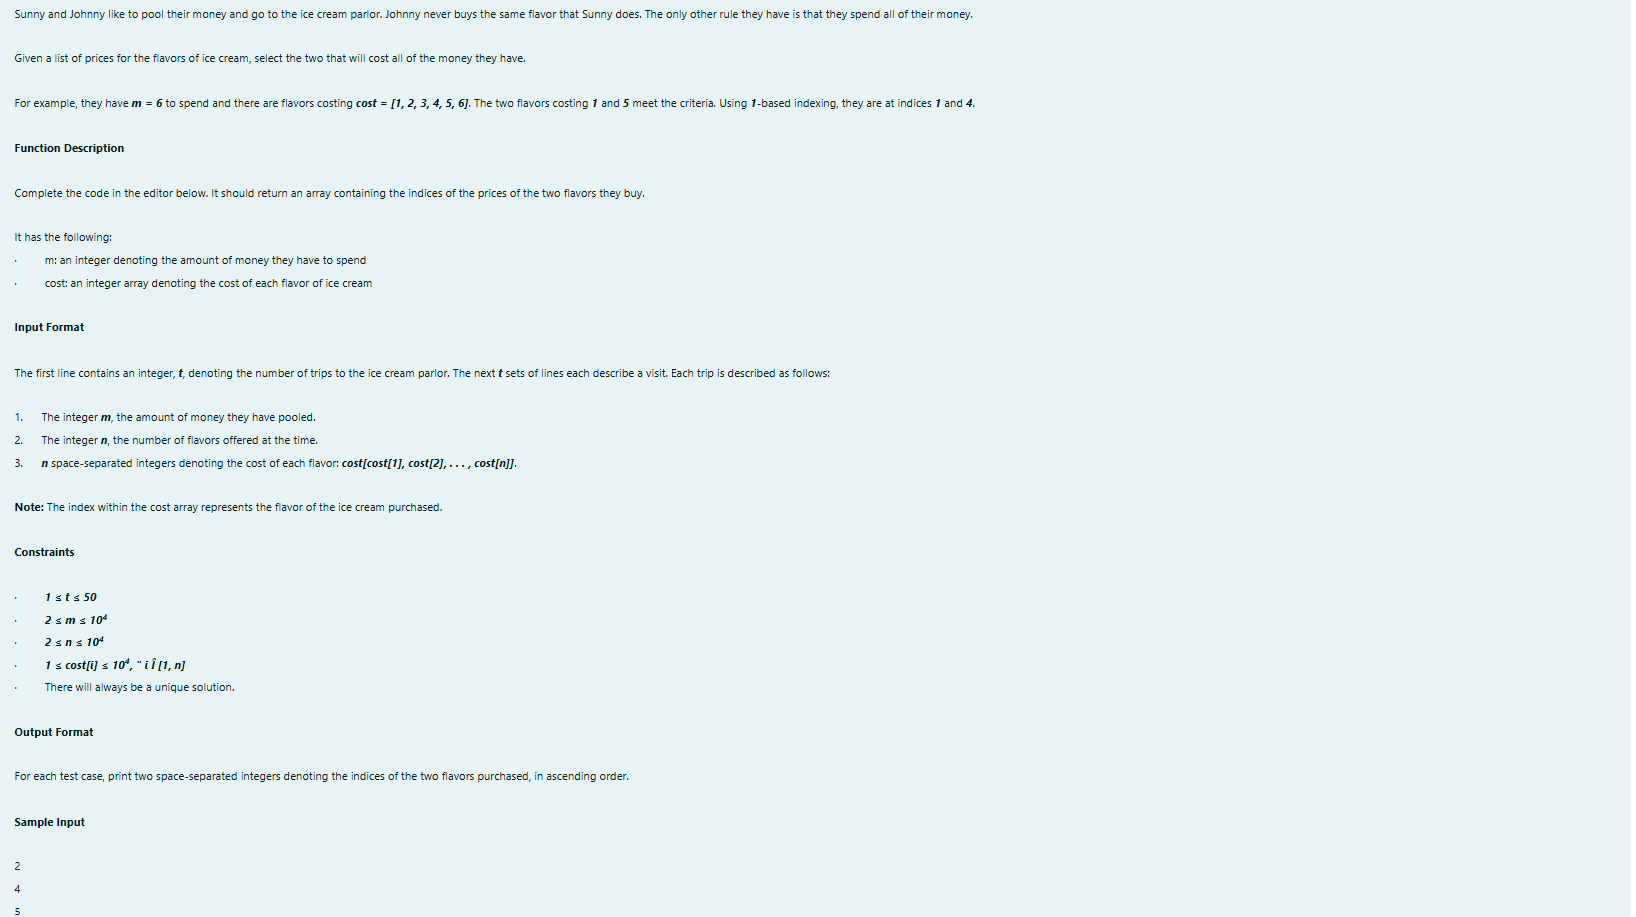 Sunny and Johnny like to pool their money and go to the ice cream parlor. Johnny never buys the same flavor that Sunny does. The only other rule they have is that they spend all of their money.
Given a list of prices for the flavors of ice cream, select the two that will cost all of the money they have.
For example, they have m = 6 to spend and there are flavors costing cost = [1, 2, 3, 4, 5, 6]. The two flavors costing 1 and 5 meet the criteria. Using 1-based indexing, they are at indices 1 and 4.
Function Description
Complete the code in the editor below. It should return an array containing the indices of the prices of the two flavors they buy.
It has the following:
· m: an integer denoting the amount of money they have to spend
· cost: an integer array denoting the cost of each flavor of ice cream
Input Format
The first line contains an integer, t, denoting the number of trips to the ice cream parlor. The next t sets of lines each describe a visit. Each trip is described as follows:
1. The integer m, the amount of money they have pooled.
2. The integer n, the number of flavors offered at the time.
3. n space-separated integers denoting the cost of each flavor: cost[cost[1], cost[2], . . . , cost[n]].
Note: The index within the cost array represents the flavor of the ice cream purchased.
Constraints
· 1 ≤ t ≤ 50
· 2 ≤ m ≤ 10⁴
· 2 ≤ n ≤ 10⁴
· 1 ≤ cost[i] ≤ 10⁴, " i Î [1, n]
· There will always be a unique solution.
Output Format
For each test case, print two space-separated integers denoting the indices of the two flavors purchased, in ascending order.
Sample Input
2
4
5